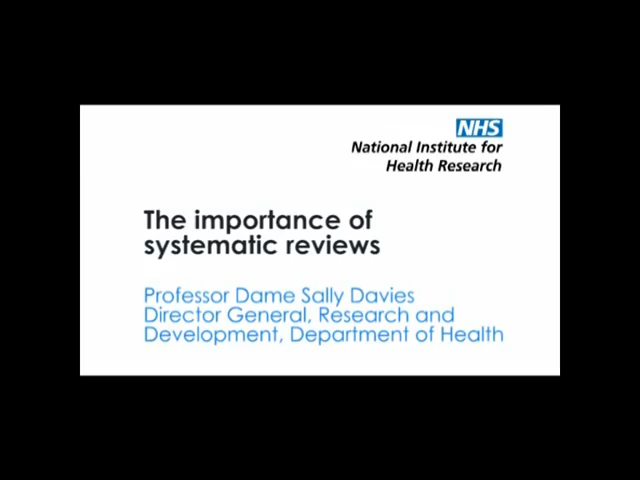 NHS
National Institute for
Health Research
The importance of
systematic reviews
Professor Dame Sally Davies
Director General, Research and
Development, Department of Health